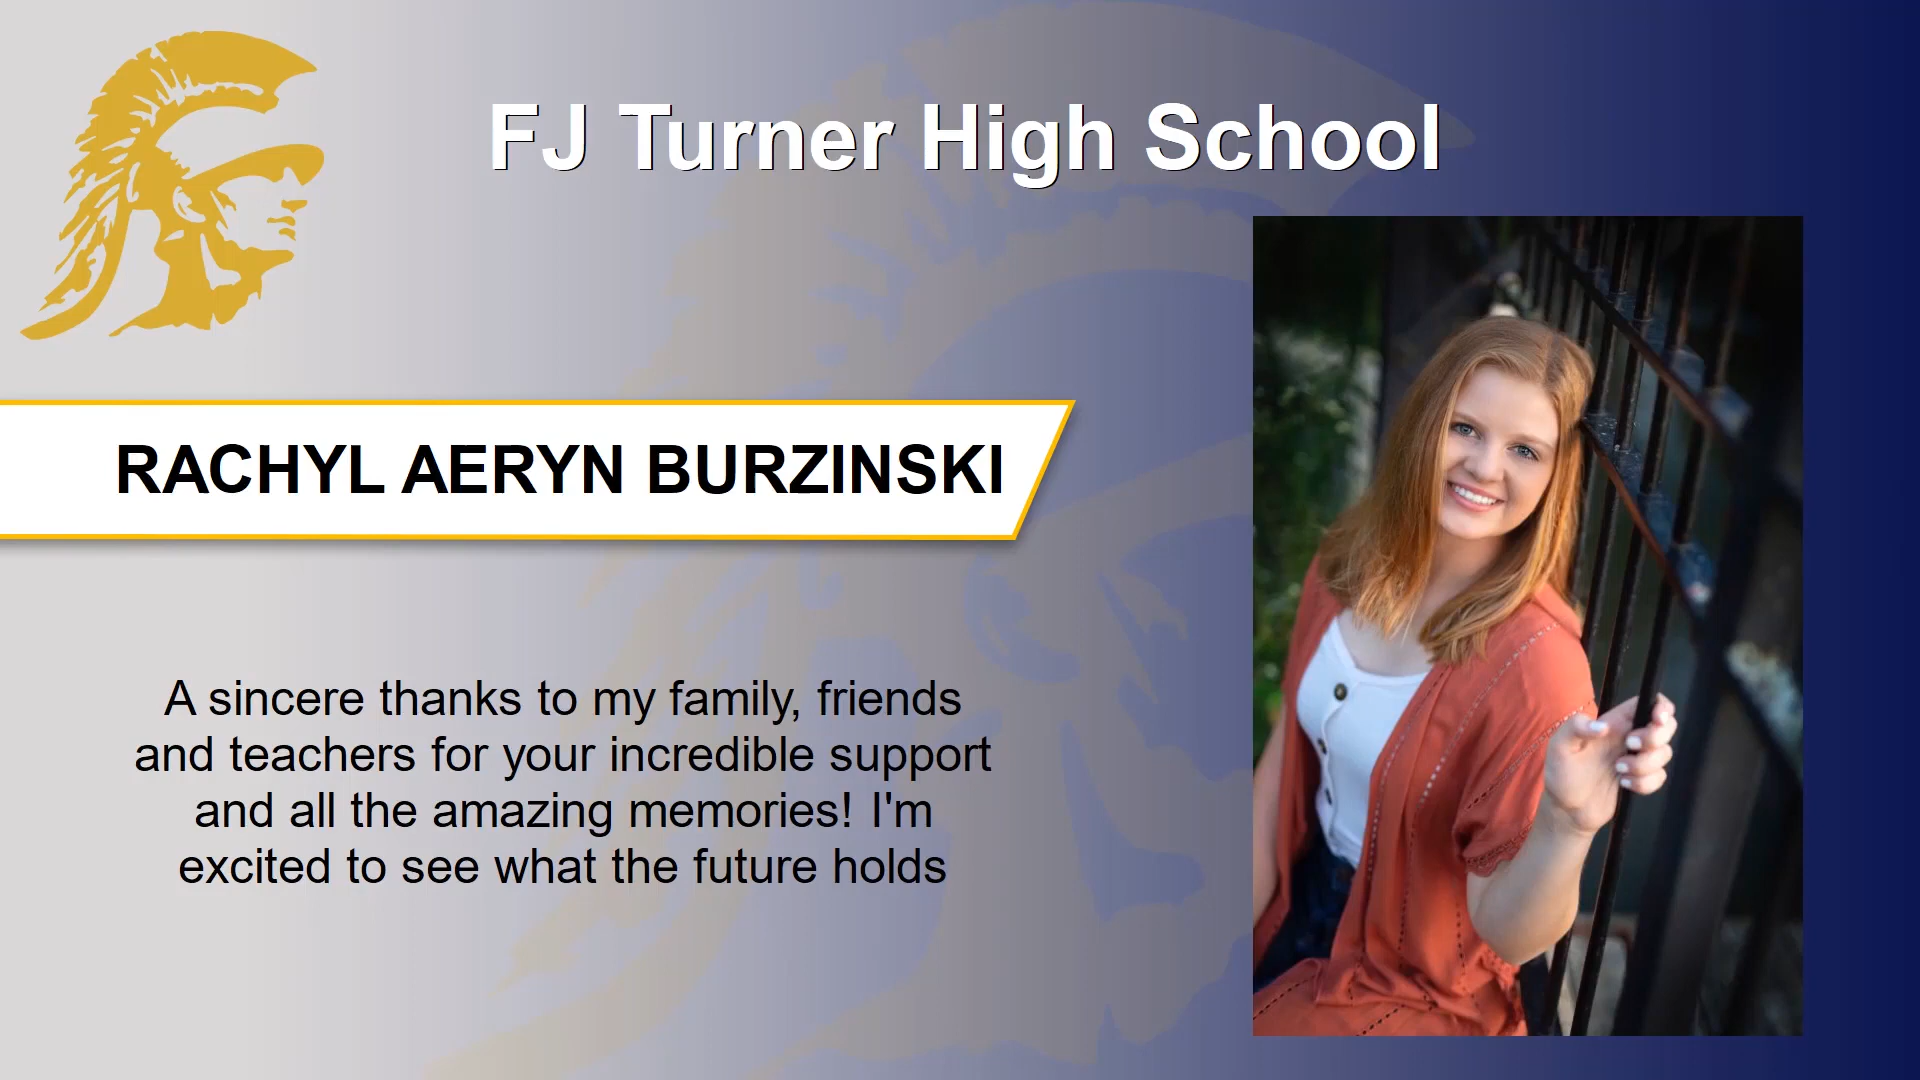 FJ Turner High School
RACHYL AERYN BURZINSKI
A sincere thanks to my family, friends
and teachers for your incredible support
and all the amazing memories! I'm
excited to see what the future holds